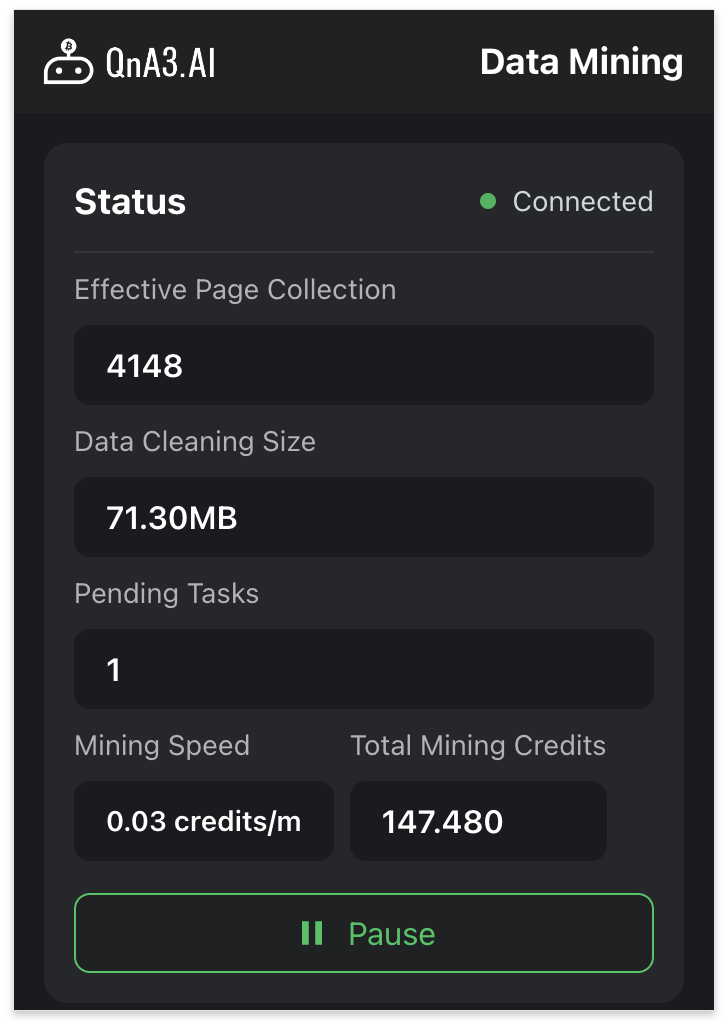 QnA3.AI
Data Mining
Status
Connected
Effective Page Collection
4148
Data Cleaning Size
71.30MB
Pending Tasks
1
Mining Speed
Total Mining Credits
0.03 credits/m
147.480
Pause